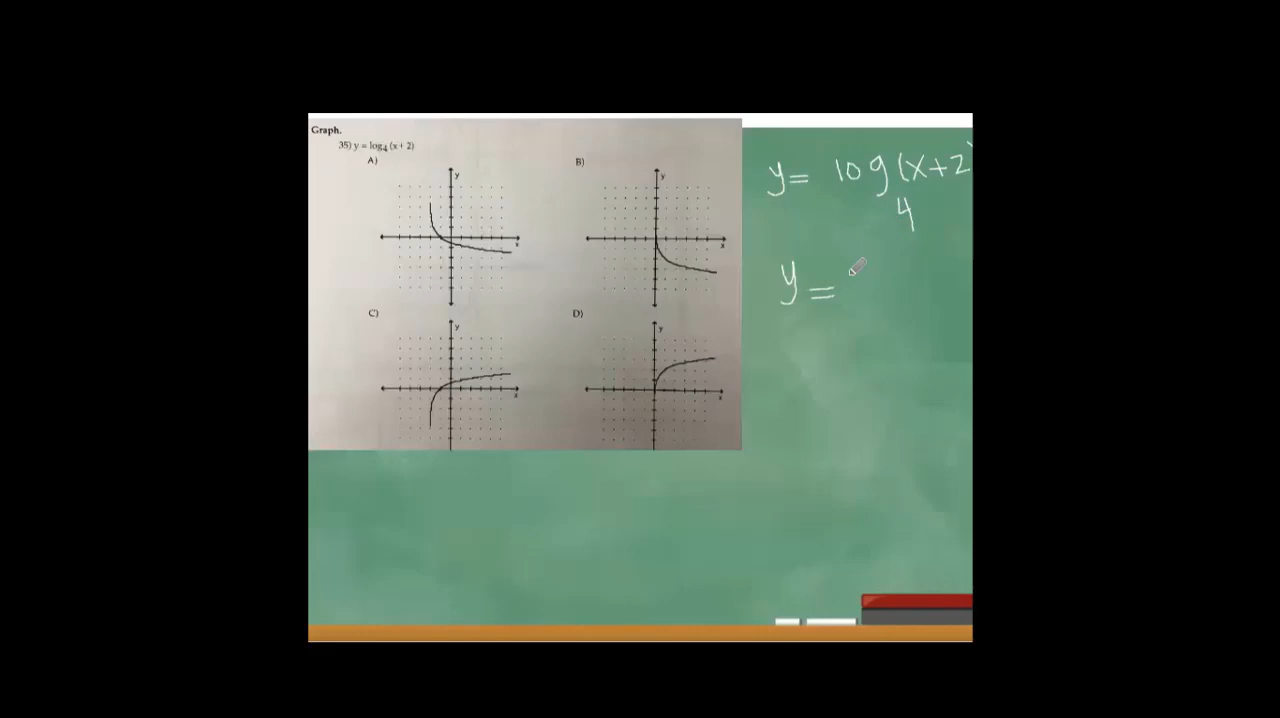 Graph.
35) y = log₄ (x + 2)
A)
B)
y
y
x
x
C)
D)
y
y
x
x
y = log (x+2)
4
y =